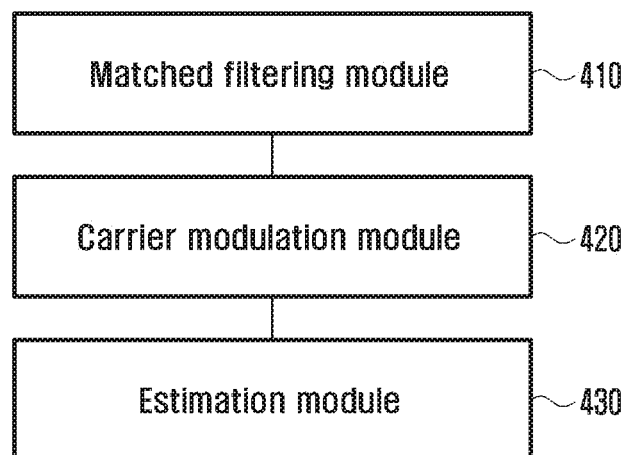 Matched filtering module 410
Carrier modulation module 420
Estimation module 430